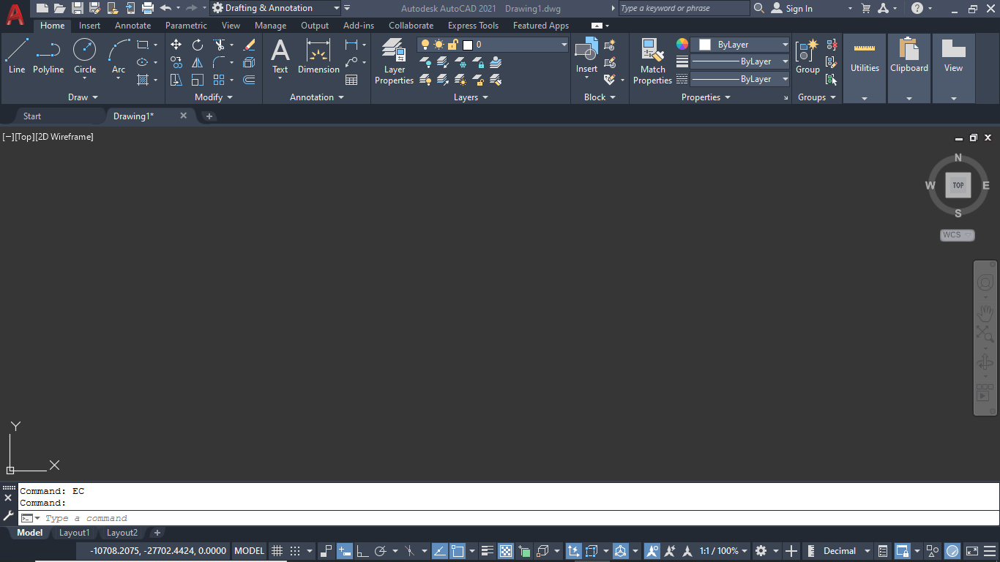 Drafting & Annotation
Autodesk AutoCAD 2021 Drawing1.dwg
Type a keyword or phrase
Sign In
Home Insert Annotate Parametric View Manage Output Add-ins Collaborate Express Tools Featured Apps
Line Polyline Circle Arc
Text Dimension
Layer Properties
0
Insert
Match Properties
ByLayer
ByLayer
ByLayer
Group
Utilities Clipboard View
Draw Modify Annotation Layers Block Properties Groups
Start Drawing1*
[−][Top][2D Wireframe]
N
W TOP E
S
WCS
Y
X
Command: EC
Command:
Type a command
Model Layout1 Layout2
-10708.2075, -27702.4424, 0.0000 MODEL 1:1 / 100% Decimal